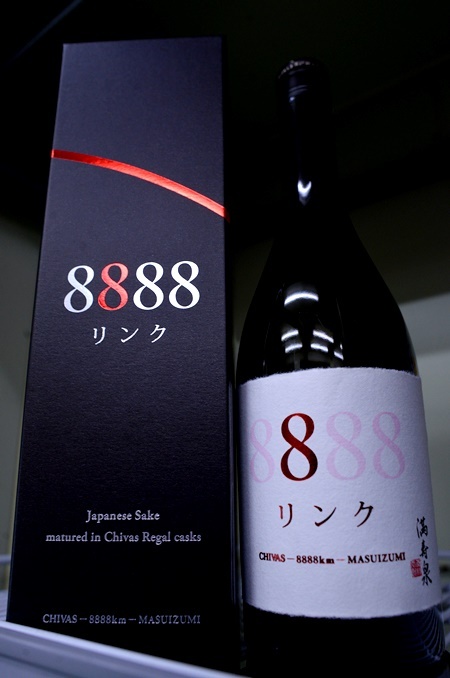 8888
リンク
Japanese Sake
matured in Chivas Regal casks
CHIVAS — 8888km — MASUIZUMI
8888
リンク
CHIVAS — 8888km — MASUIZUMI
満寿泉